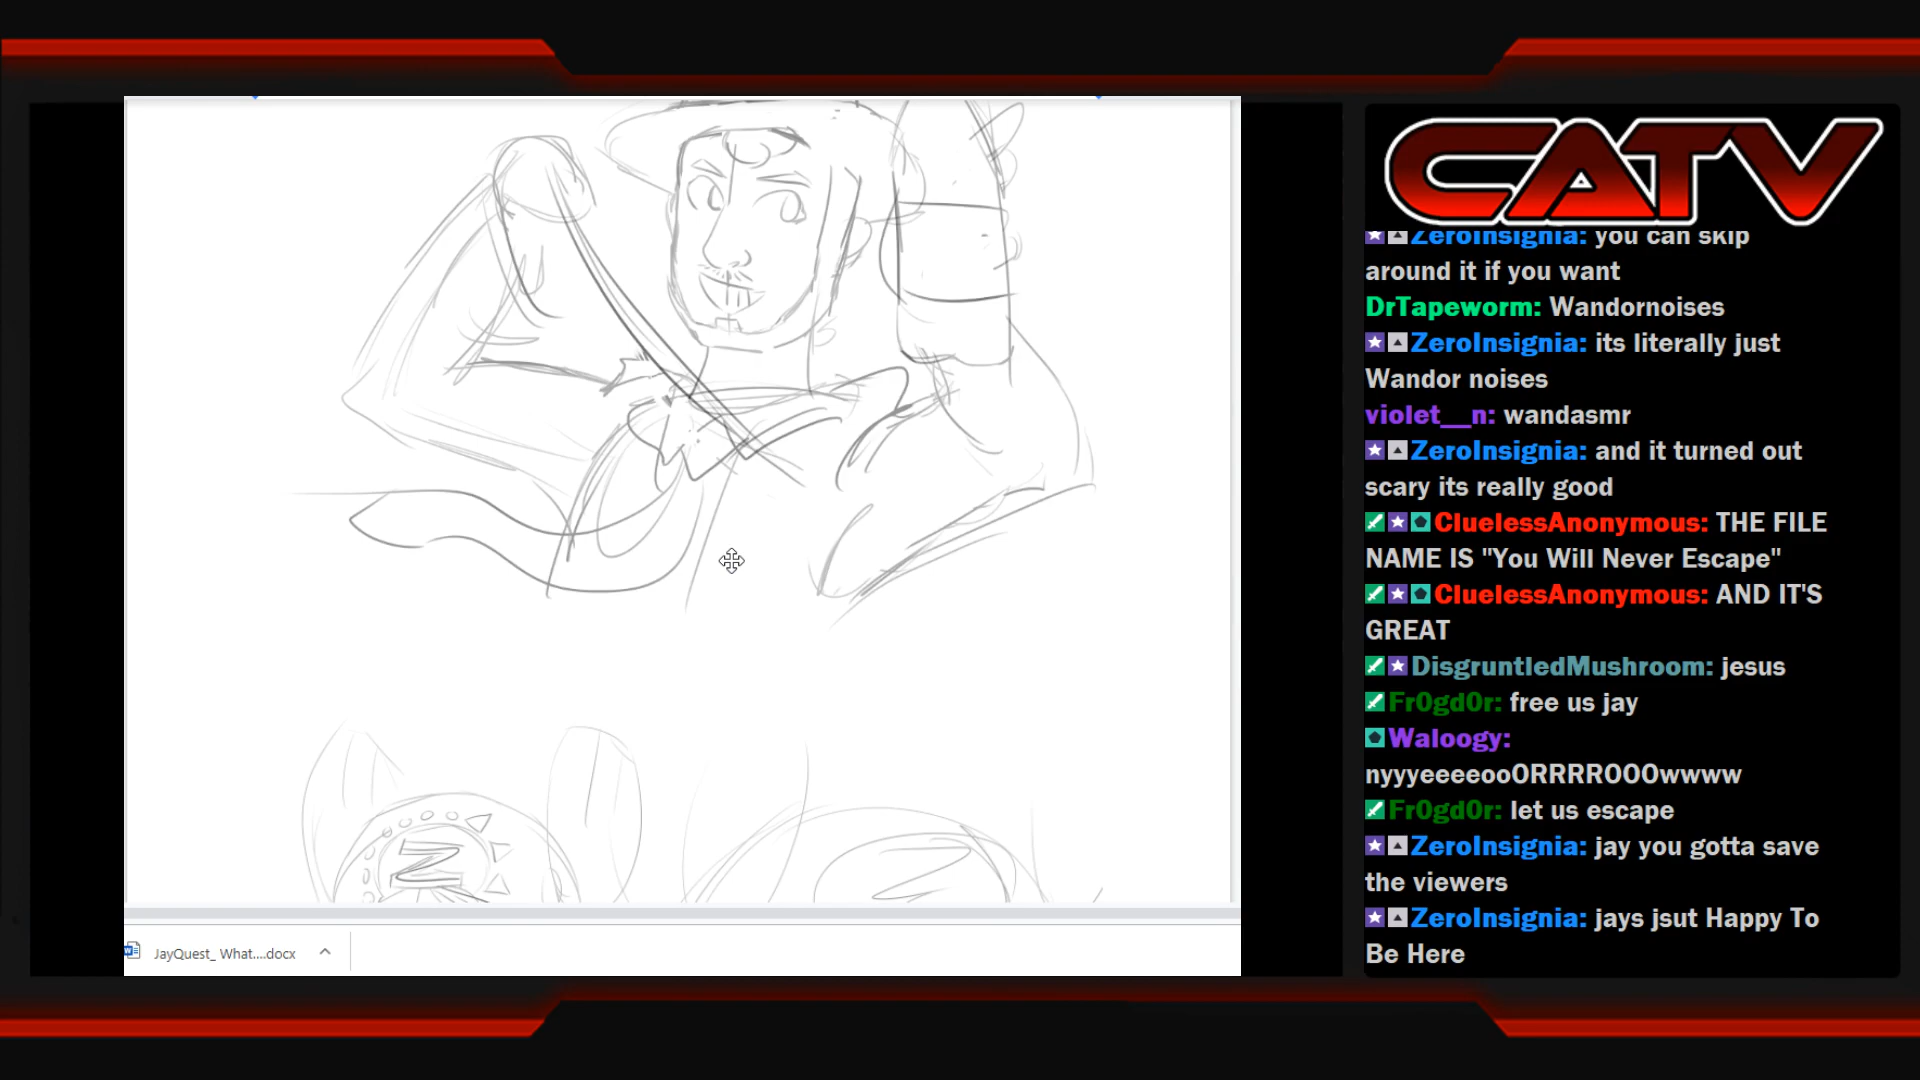 CATV
ZeroInsignia: you can skip
around it if you want
DrTapeworm: Wandornoises
ZeroInsignia: its literally just
Wandor noises
violet__n: wandasmr
ZeroInsignia: and it turned out
scary its really good
CluelessAnonymous: THE FILE
NAME IS "You Will Never Escape"
CluelessAnonymous: AND IT'S
GREAT
DisgruntledMushroom: jesus
Fr0gd0r: free us jay
Waloogy:
nyyyeeeeooORRRROOOwwww
Fr0gd0r: let us escape
ZeroInsignia: jay you gotta save
the viewers
ZeroInsignia: jays jsut Happy To
Be Here
Z
JayQuest_ What....docx